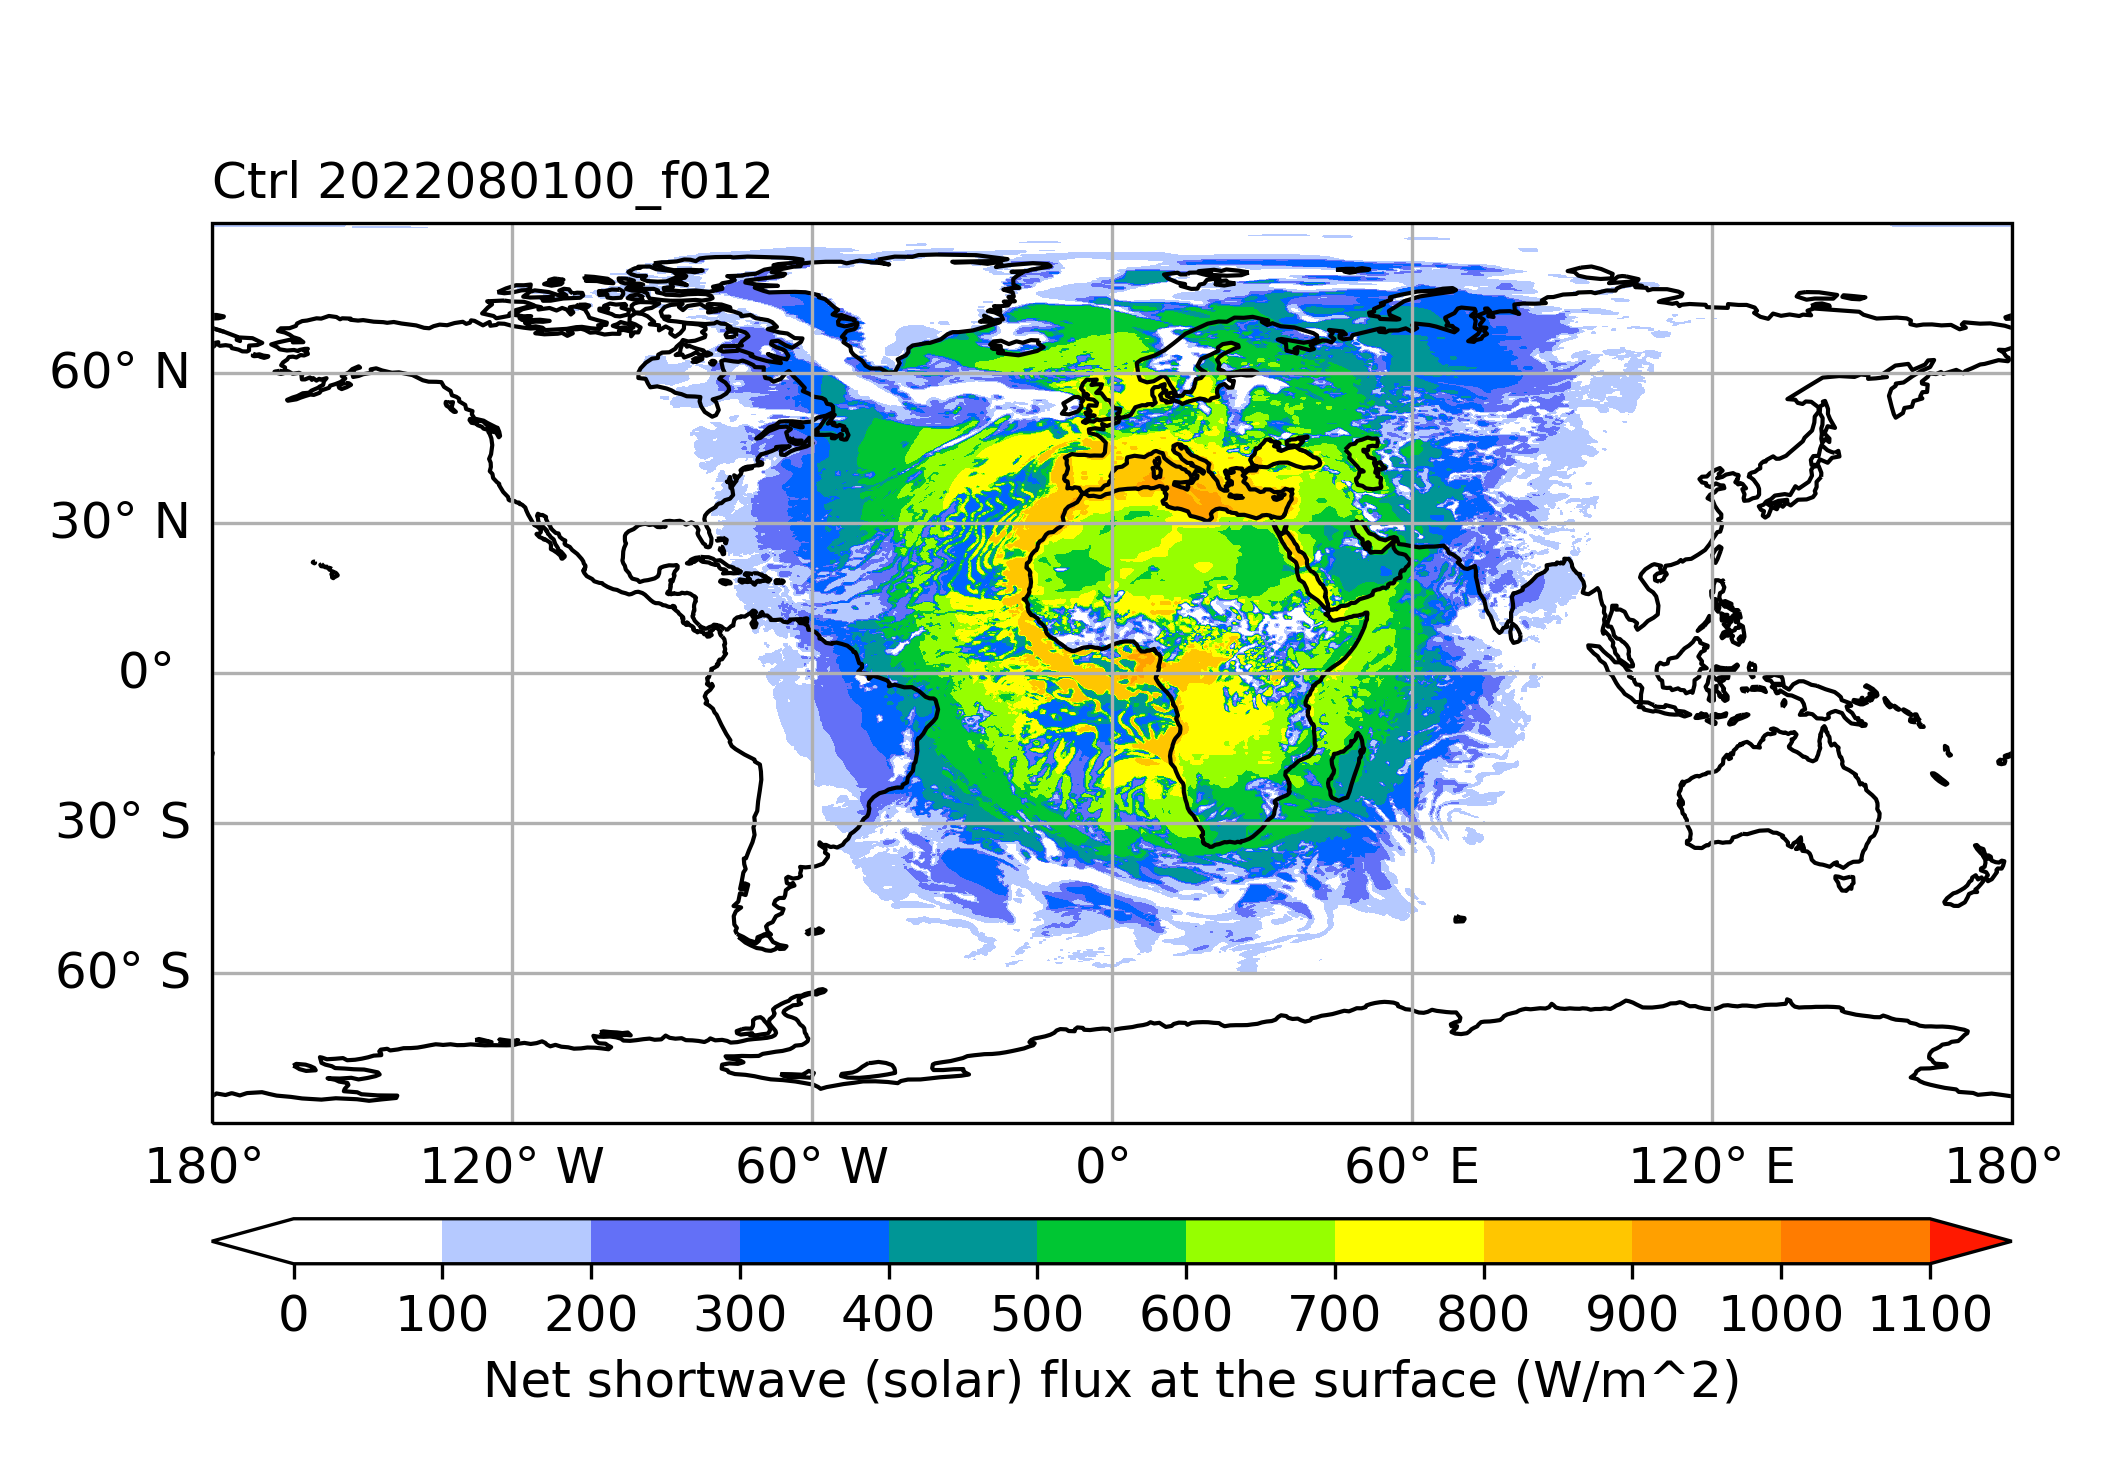 Ctrl 2022080100_f012
60° N
30° N
0°
30° S
60° S
180° 120° W 60° W 0° 60° E 120° E 180°
0 100 200 300 400 500 600 700 800 900 1000 1100
Net shortwave (solar) flux at the surface (W/m^2)